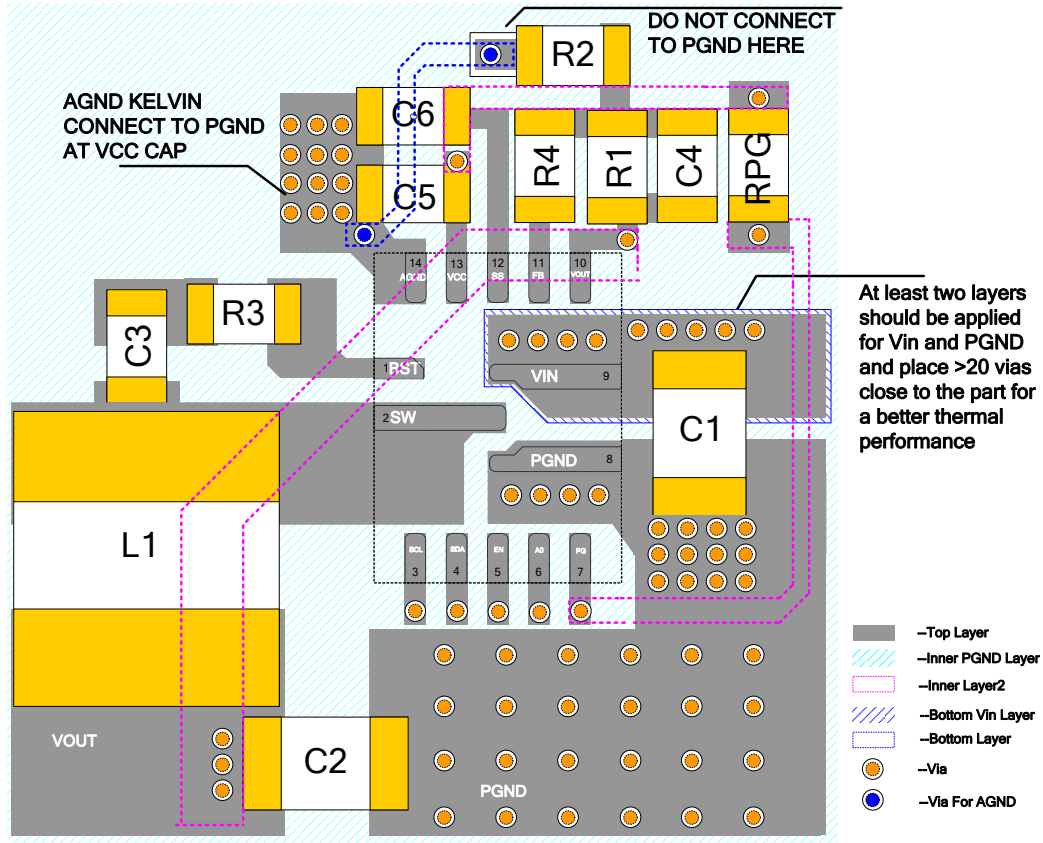 DO NOT CONNECT
TO PGND HERE
R2
AGND KELVIN
CONNECT TO PGND
AT VCC CAP
C6
C5
R4
R1
C4
RPG
14
13
12
11
10
AGND
VCC
SS
FB
VOUT
At least two layers
should be applied
for Vin and PGND
and place >20 vias
close to the part for
a better thermal
performance
R3
C3
1 RST
VIN 9
2 SW
C1
PGND 8
L1
SCL
SDA
EN
A0
PG
3
4
5
6
7
--Top Layer
--Inner PGND Layer
--Inner Layer2
--Bottom Vin Layer
--Bottom Layer
--Via
--Via For AGND
VOUT
C2
PGND